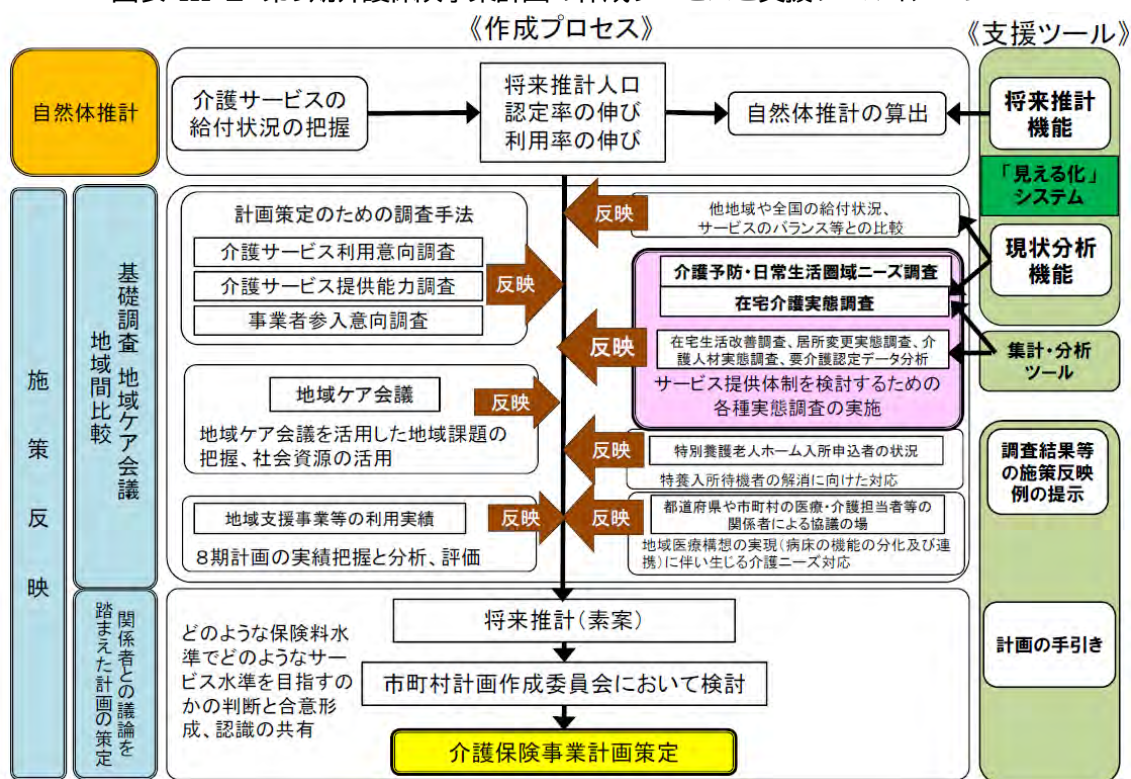 《作成プロセス》
《支援ツール》
自然体推計
介護サービスの
給付状況の把握
将来推計人口
認定率の伸び
利用率の伸び
自然体推計の算出
将来推計
機能
「見える化」
システム
現状分析
機能
集計・分析
ツール
調査結果等
の施策反映
例の提示
計画の手引き
施策反映
基礎調査 地域ケア会議
地域間比較
計画策定のための調査手法
介護サービス利用意向調査
介護サービス提供能力調査
事業者参入意向調査
反映
反映
他地域や全国の給付状況、
サービスのバランス等との比較
介護予防・日常生活圏域ニーズ調査
在宅介護実態調査
反映
在宅生活改善調査、居所変更実態調査、介
護人材実態調査、要介護認定データ分析
サービス提供体制を検討するための
各種実態調査の実施
地域ケア会議
反映
地域ケア会議を活用した地域課題の
把握、社会資源の活用
反映
特別養護老人ホーム入所申込者の状況
特養入所待機者の解消に向けた対応
地域支援事業等の利用実績
反映
8期計画の実績把握と分析、評価
反映
都道府県や市町村の医療・介護担当者等の
関係者による協議の場
地域医療構想の実現(病床の機能の分化及び連
携)に伴い生じる介護ニーズ対応
関係者との議論を
踏まえた計画の策定
どのような保険料水
準でどのようなサー
ビス水準を目指すの
かの判断と合意形
成、認識の共有
将来推計(素案)
市町村計画作成委員会において検討
介護保険事業計画策定